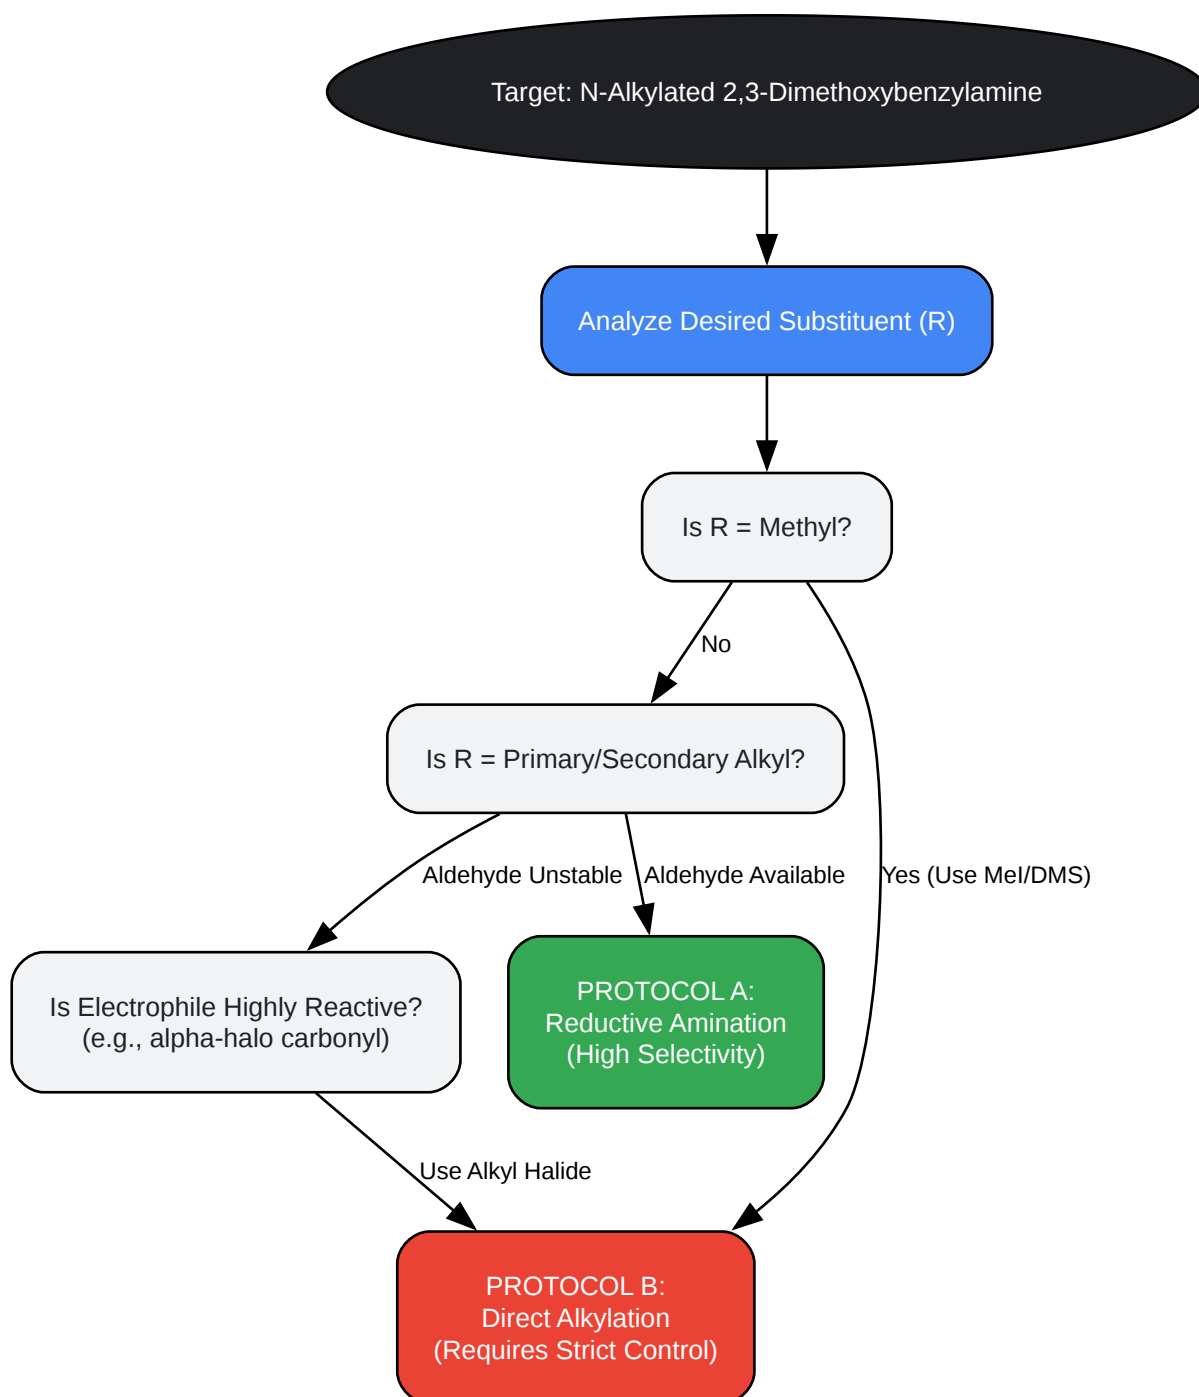 Target: N-Alkylated 2,3-Dimethoxybenzylamine
Analyze Desired Substituent (R)
Is R = Methyl?
No
Is R = Primary/Secondary Alkyl?
Aldehyde Unstable
Aldehyde Available
Yes (Use MeI/DMS)
Is Electrophile Highly Reactive?
(e.g., alpha-halo carbonyl)
PROTOCOL A:
Reductive Amination
(High Selectivity)
Use Alkyl Halide
PROTOCOL B:
Direct Alkylation
(Requires Strict Control)